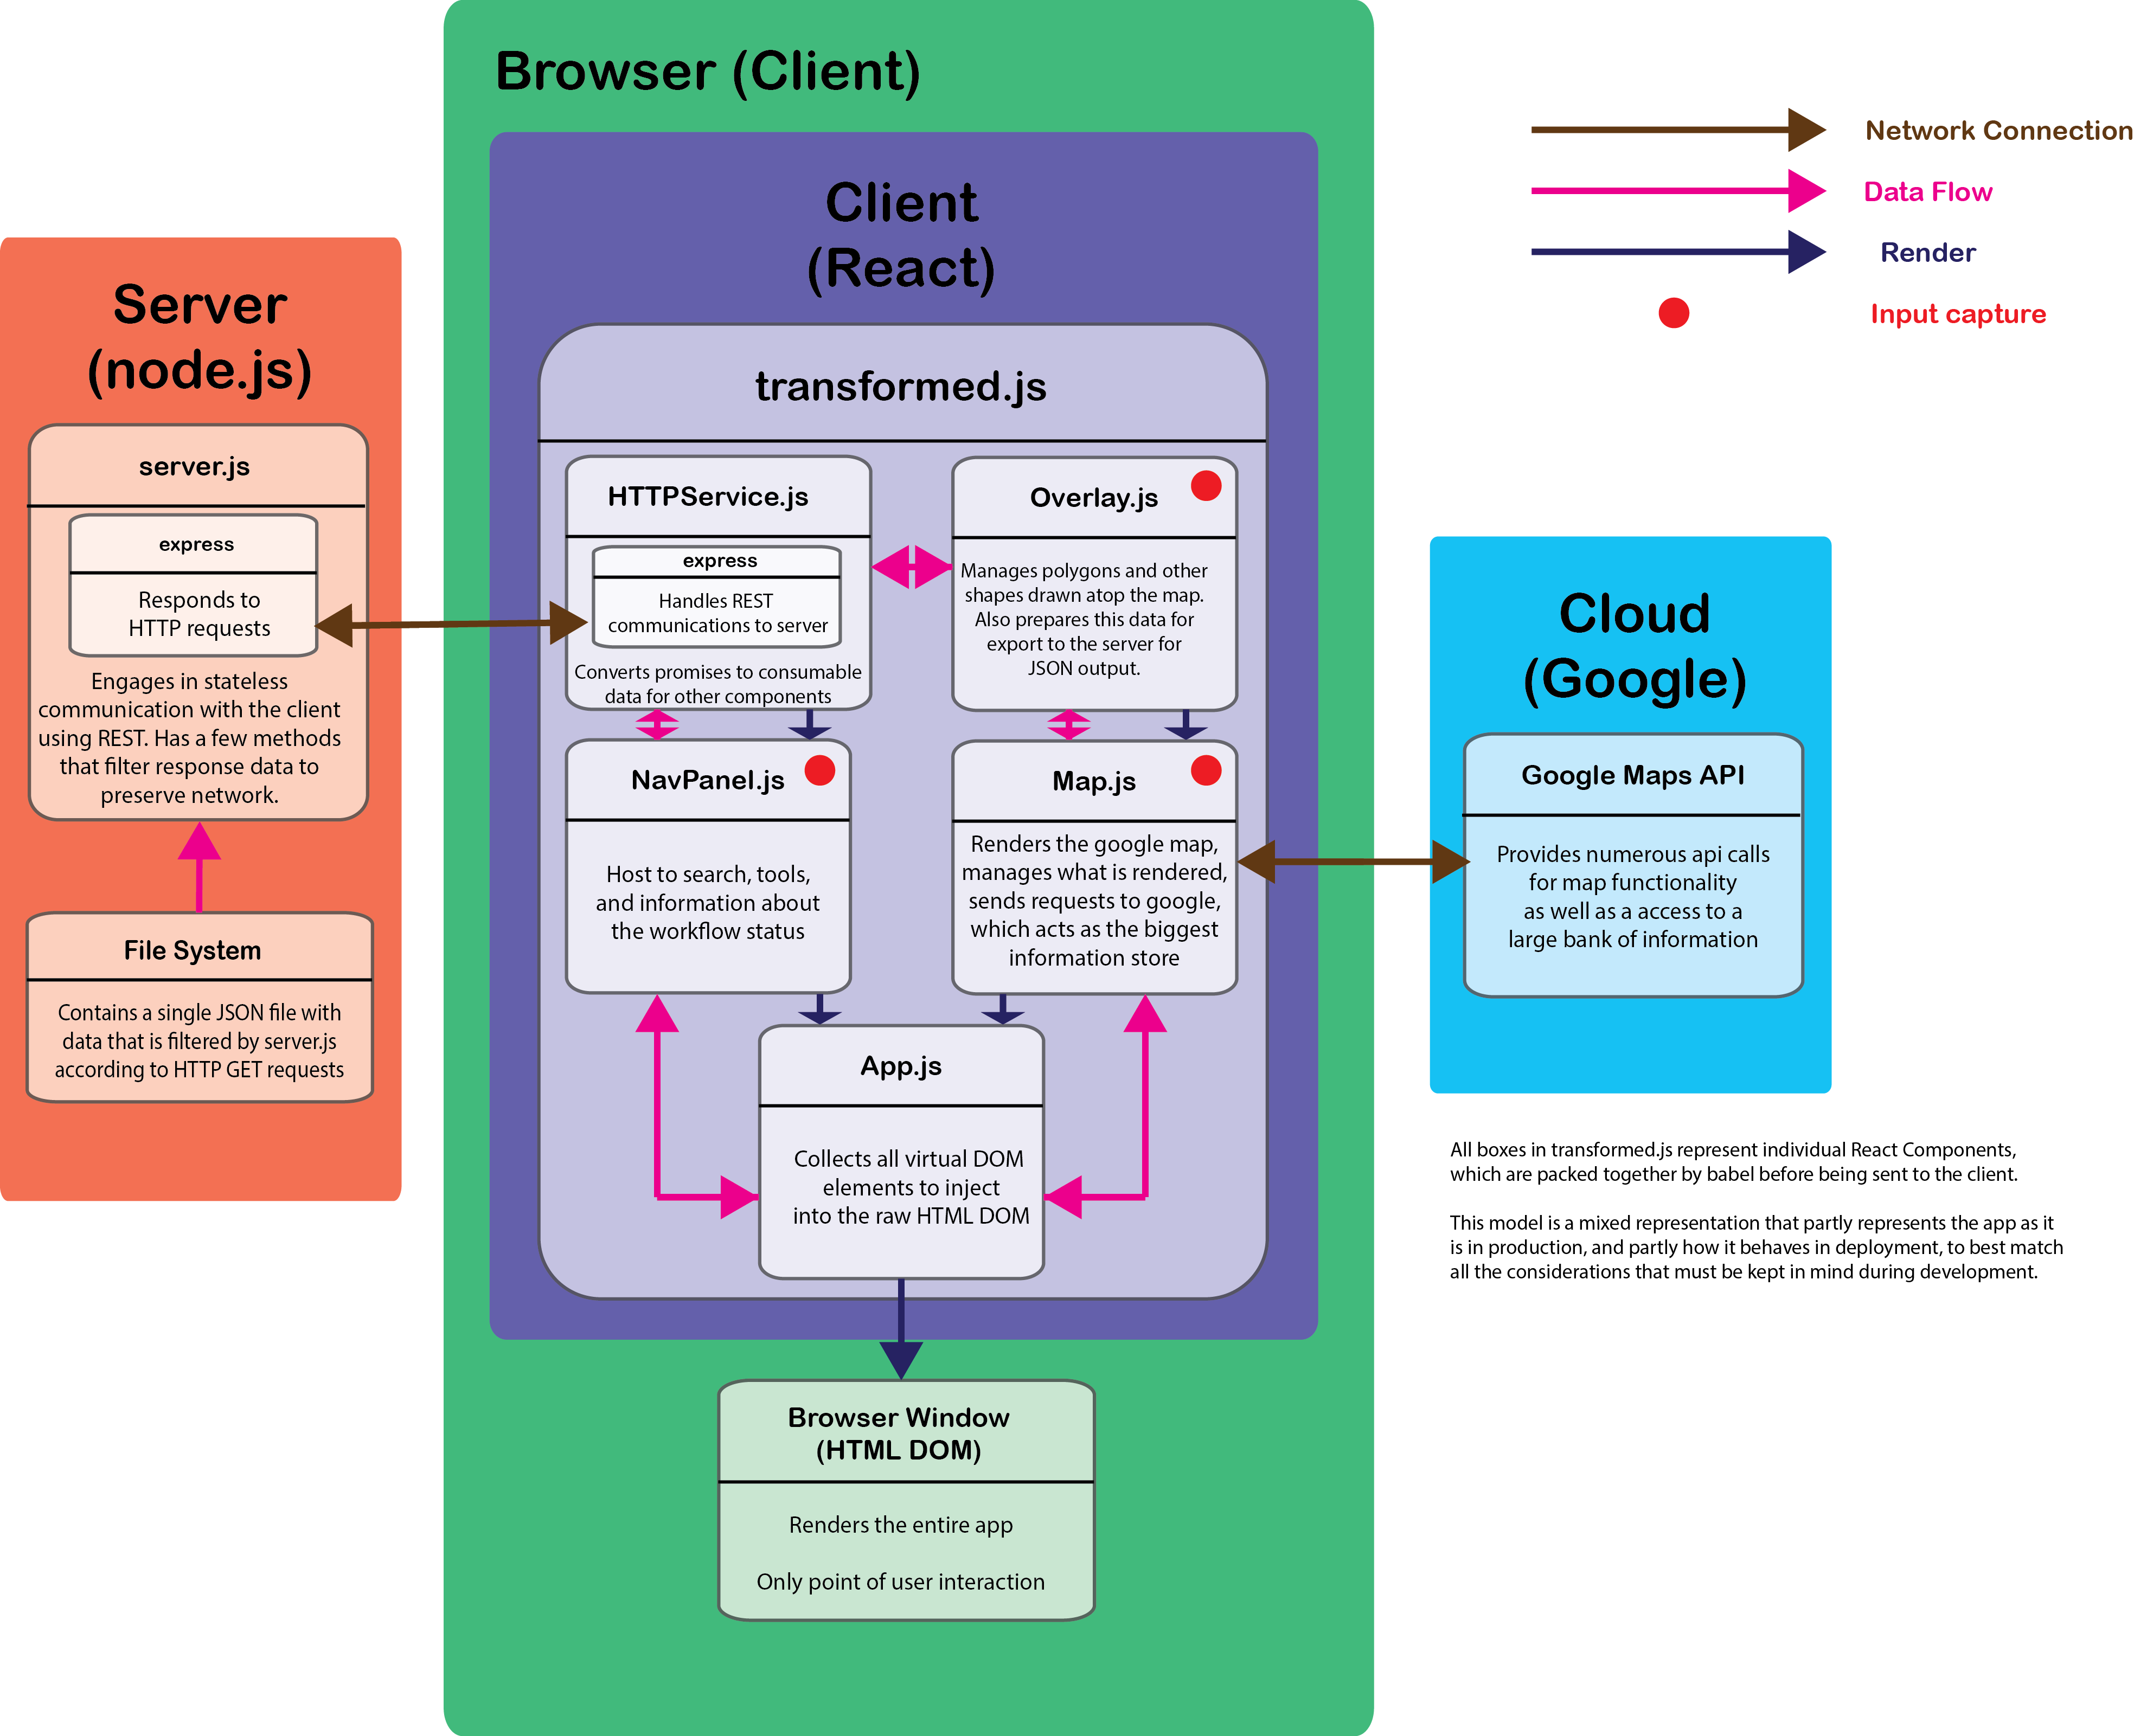 Browser (Client)
Network Connection
Data Flow
Render
Input capture
Server
(node.js)
server.js
express
Responds to
HTTP requests
Engages in stateless
communication with the client
using REST. Has a few methods
that filter response data to
preserve network.
File System
Contains a single JSON file with
data that is filtered by server.js
according to HTTP GET requests
Client
(React)
transformed.js
HTTPService.js
express
Handles REST
communications to server
Converts promises to consumable
data for other components
Overlay.js
Manages polygons and other
shapes drawn atop the map.
Also prepares this data for
export to the server for
JSON output.
NavPanel.js
Host to search, tools,
and information about
the workflow status
Map.js
Renders the google map,
manages what is rendered,
sends requests to google,
which acts as the biggest
information store
App.js
Collects all virtual DOM
elements to inject
into the raw HTML DOM
Browser Window
(HTML DOM)
Renders the entire app
Only point of user interaction
Cloud
(Google)
Google Maps API
Provides numerous api calls
for map functionality
as well as a access to a
large bank of information
All boxes in transformed.js represent individual React Components,
which are packed together by babel before being sent to the client.
This model is a mixed representation that partly represents the app as it
is in production, and partly how it behaves in deployment, to best match
all the considerations that must be kept in mind during development.